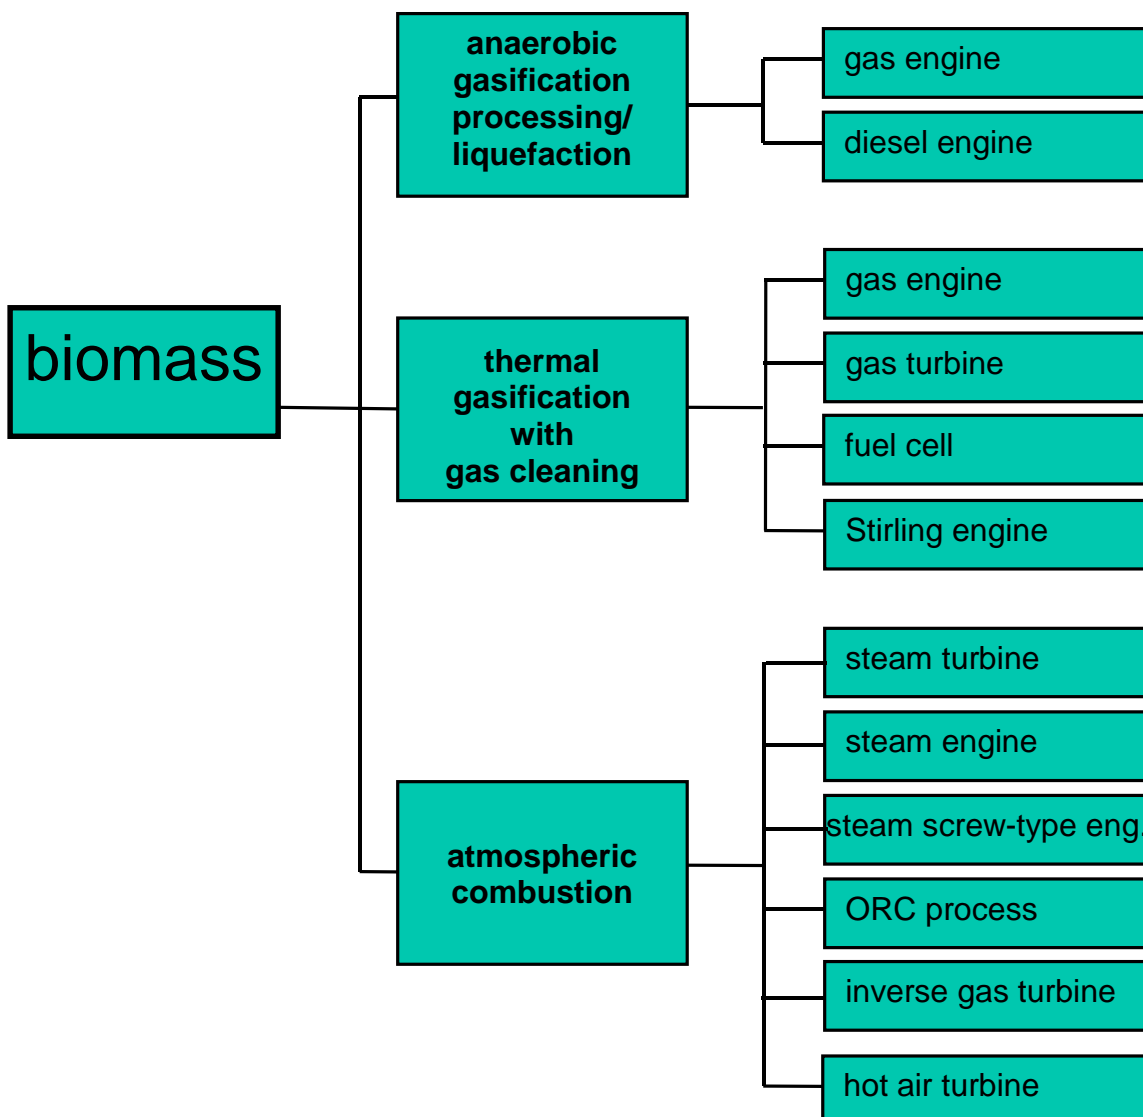 biomass
anaerobic
gasification
processing/
liquefaction
gas engine
diesel engine
thermal
gasification
with
gas cleaning
gas engine
gas turbine
fuel cell
Stirling engine
atmospheric
combustion
steam turbine
steam engine
steam screw-type eng.
ORC process
inverse gas turbine
hot air turbine